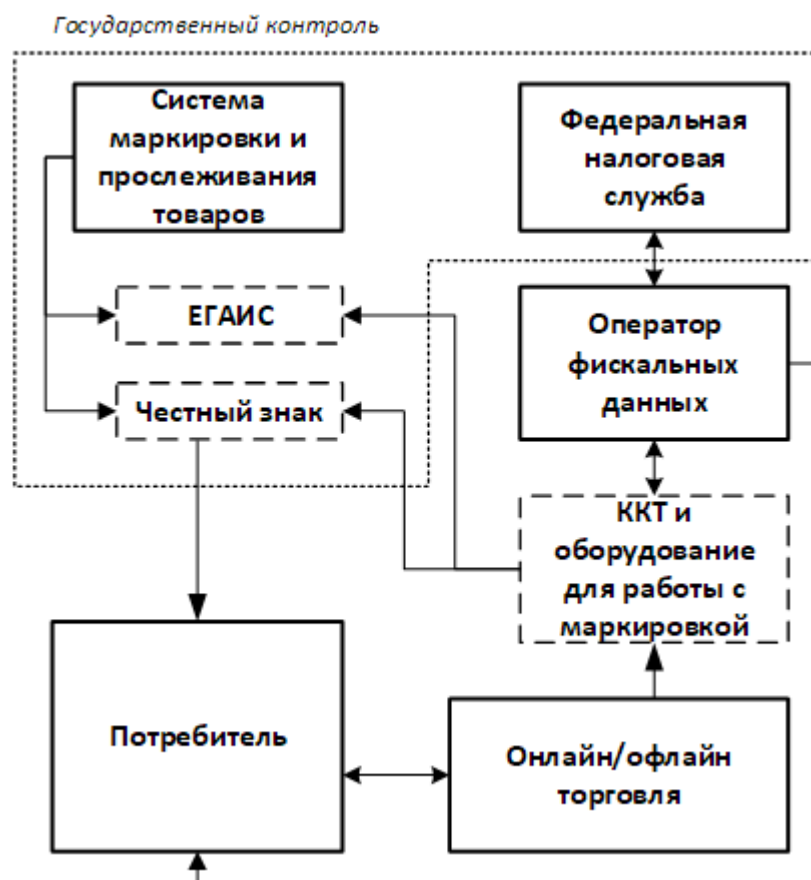 Государственный контроль
Система
маркировки и
прослеживания
товаров
Федеральная
налоговая
служба
ЕГАИС
Оператор
фискальных
данных
Честный знак
ККТ и
оборудование
для работы с
маркировкой
Потребитель
Онлайн/офлайн
торговля